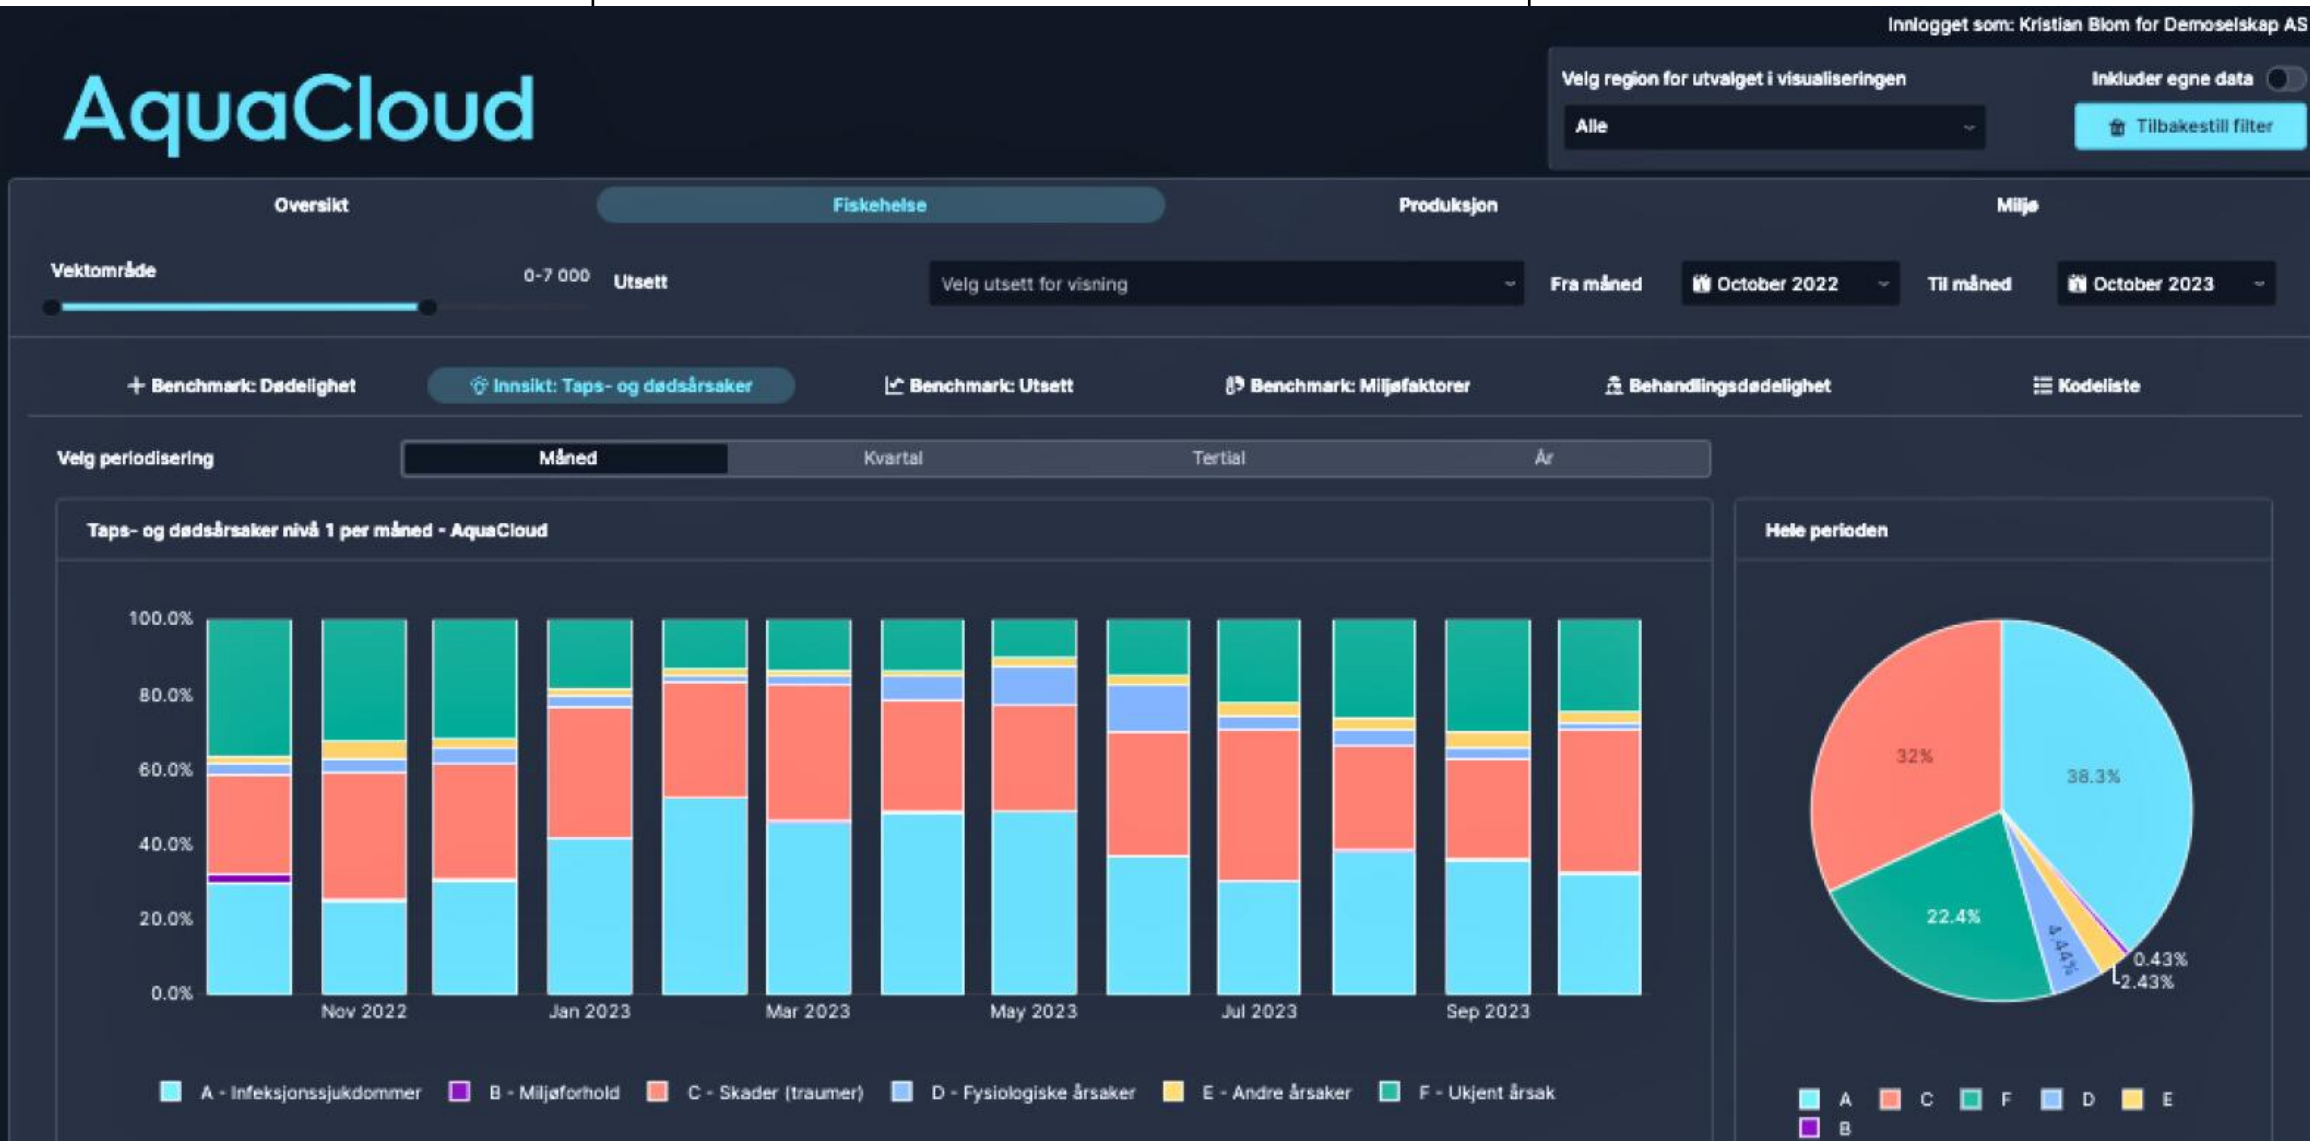 Innlogget som: Kristian Blom for Demoselskap AS
AquaCloud
Velg region for utvalget i visualiseringen
Inkluder egne data
Alle
Tilbakestill filter
Oversikt
Fiskehelse
Produksjon
Miljø
Vektområde
0-7 000
Utsett
Velg utsett for visning
Fra måned
October 2022
Til måned
October 2023
Benchmark: Dødelighet
Innsikt: Taps- og dødsårsaker
Benchmark: Utsett
Benchmark: Miljøfaktorer
Behandlingsdødelighet
Kodeliste
Velg periodisering
Måned
Kvartal
Tertial
År
Taps- og dødsårsaker nivå 1 per måned - AquaCloud
100.0%
80.0%
60.0%
40.0%
20.0%
0.0%
Nov 2022
Jan 2023
Mar 2023
May 2023
Jul 2023
Sep 2023
A - Infeksjonssjukdommer
B - Miljøforhold
C - Skader (traumer)
D - Fysiologiske årsaker
E - Andre årsaker
F - Ukjent årsak
Hele perioden
32%
38.3%
22.4%
4.44%
0.43%
2.43%
A
C
F
D
E
B